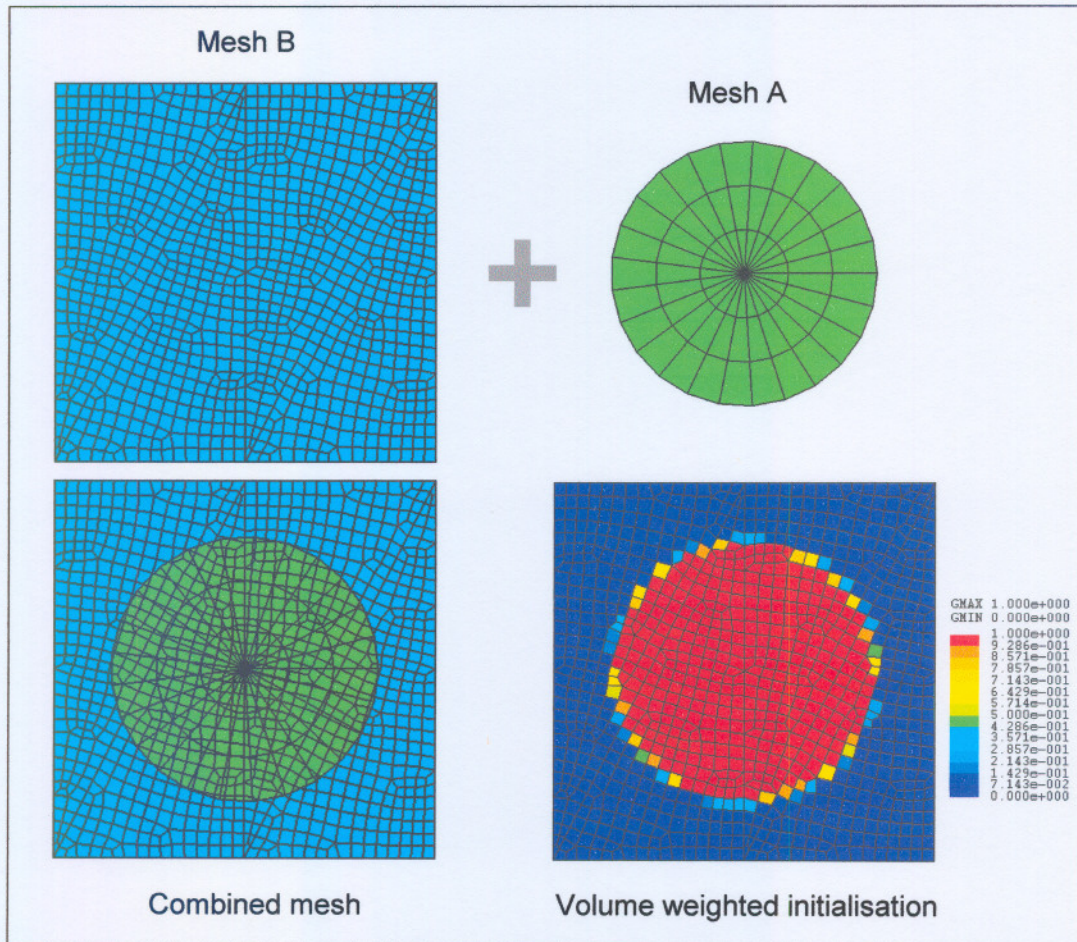 Mesh B
Mesh A
GMAX 1.000e+000
GMIN 0.000e+000
1.000e+000
9.286e-001
8.571e-001
7.857e-001
7.143e-001
6.429e-001
5.714e-001
5.000e-001
4.286e-001
3.571e-001
2.857e-001
2.143e-001
1.429e-001
7.143e-002
0.000e+000
Combined mesh
Volume weighted initialisation